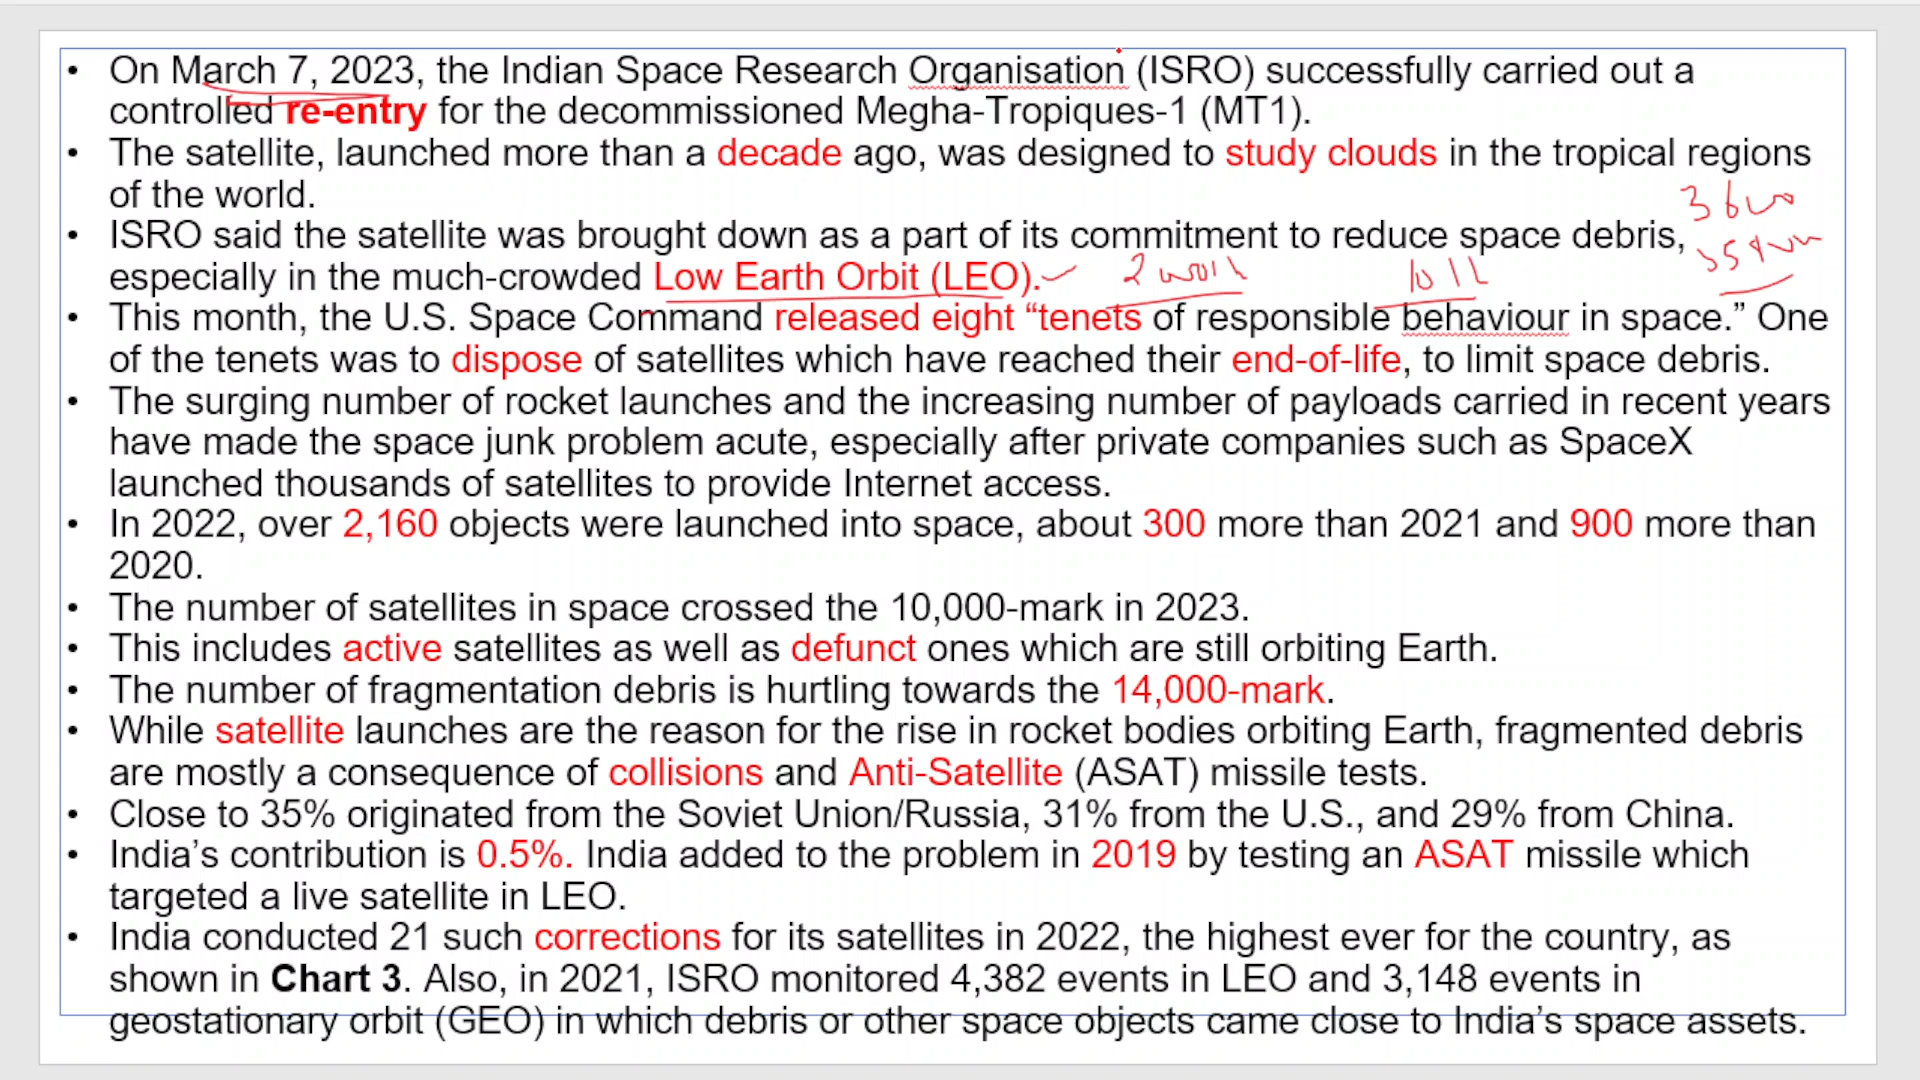 • On March 7, 2023, the Indian Space Research Organisation (ISRO) successfully carried out a
controlled re-entry for the decommissioned Megha-Tropiques-1 (MT1).
• The satellite, launched more than a decade ago, was designed to study clouds in the tropical regions
of the world.
• ISRO said the satellite was brought down as a part of its commitment to reduce space debris,
especially in the much-crowded Low Earth Orbit (LEO).
• This month, the U.S. Space Command released eight “tenets of responsible behaviour in space.” One
of the tenets was to dispose of satellites which have reached their end-of-life, to limit space debris.
• The surging number of rocket launches and the increasing number of payloads carried in recent years
have made the space junk problem acute, especially after private companies such as SpaceX
launched thousands of satellites to provide Internet access.
• In 2022, over 2,160 objects were launched into space, about 300 more than 2021 and 900 more than
2020.
• The number of satellites in space crossed the 10,000-mark in 2023.
• This includes active satellites as well as defunct ones which are still orbiting Earth.
• The number of fragmentation debris is hurtling towards the 14,000-mark.
• While satellite launches are the reason for the rise in rocket bodies orbiting Earth, fragmented debris
are mostly a consequence of collisions and Anti-Satellite (ASAT) missile tests.
• Close to 35% originated from the Soviet Union/Russia, 31% from the U.S., and 29% from China.
• India’s contribution is 0.5%. India added to the problem in 2019 by testing an ASAT missile which
targeted a live satellite in LEO.
• India conducted 21 such corrections for its satellites in 2022, the highest ever for the country, as
shown in Chart 3. Also, in 2021, ISRO monitored 4,382 events in LEO and 3,148 events in
geostationary orbit (GEO) in which debris or other space objects came close to India’s space assets.